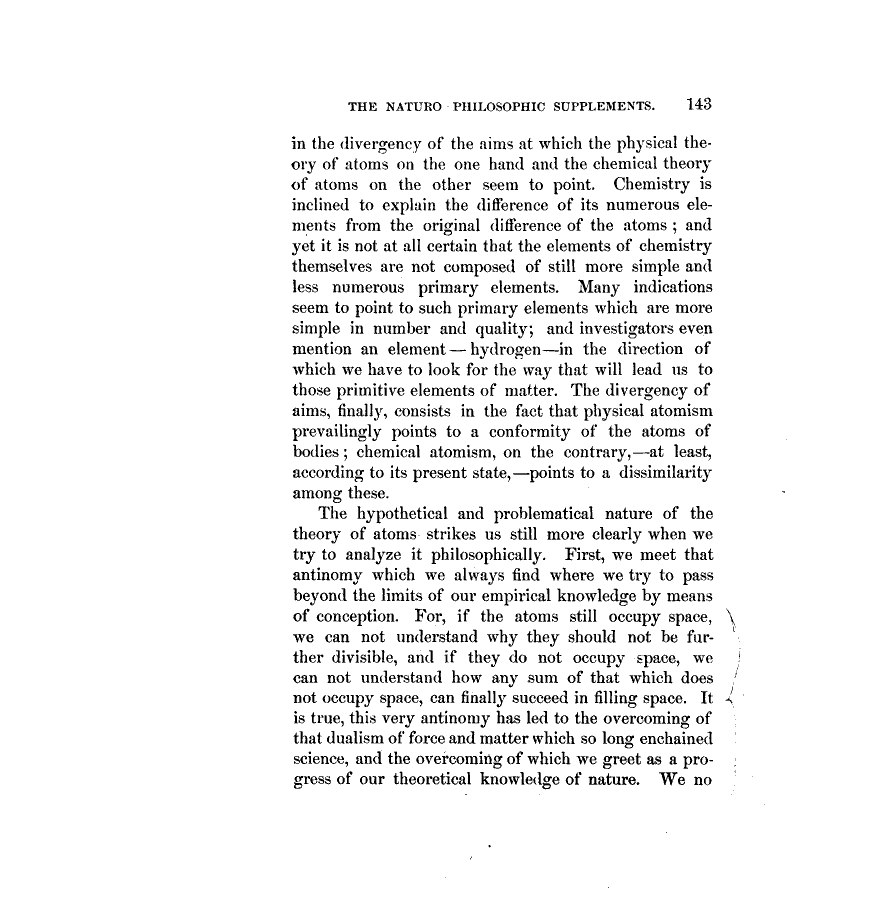 THE NATURO PHILOSOPHIC SUPPLEMENTS. 143
in the divergency of the aims at which the physical the-
ory of atoms on the one hand and the chemical theory
of atoms on the other seem to point. Chemistry is
inclined to explain the difference of its numerous ele-
ments from the original difference of the atoms ; and
yet it is not at all certain that the elements of chemistry
themselves are not composed of still more simple and
less numerous primary elements. Many indications
seem to point to such primary elements which are more
simple in number and quality; and investigators even
mention an element — hydrogen—in the direction of
which we have to look for the way that will lead us to
those primitive elements of matter. The divergency of
aims, finally, consists in the fact that physical atomism
prevailingly points to a conformity of the atoms of
bodies ; chemical atomism, on the contrary,—at least,
according to its present state,—points to a dissimilarity
among these.
The hypothetical and problematical nature of the
theory of atoms strikes us still more clearly when we
try to analyze it philosophically. First, we meet that
antinomy which we always find where we try to pass
beyond the limits of our empirical knowledge by means
of conception. For, if the atoms still occupy space,
we can not understand why they should not be fur-
ther divisible, and if they do not occupy space, we
can not understand how any sum of that which does
not occupy space, can finally succeed in filling space. It
is true, this very antinomy has led to the overcoming of
that dualism of force and matter which so long enchained
science, and the overcoming of which we greet as a pro-
gress of our theoretical knowledge of nature. We no